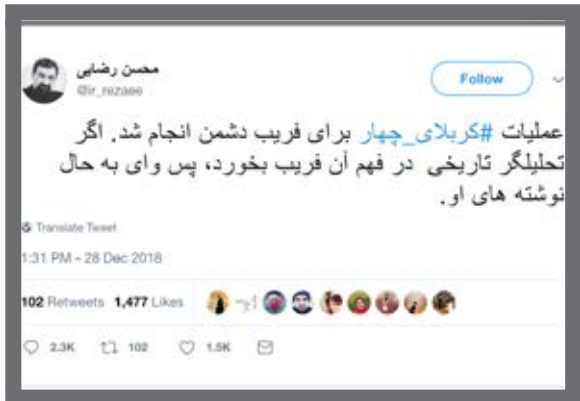 محسن رضایی
@ir_rezaee
Follow
عملیات #کربلای_چهار برای فریب دشمن انجام شد. اگر
تحلیلگر تاریخی در فهم آن فریب بخورد، پس وای به حال
نوشته های او.
Translate Tweet
1:31 PM - 28 Dec 2018
102 Retweets 1,477 Likes
2.3K 102 1.5K